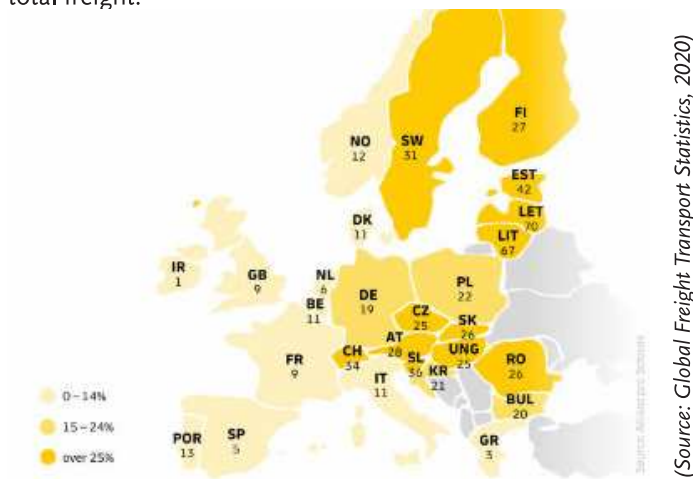 total freight.
FI
27
NO
12
SW
31
EST
42
LET
70
DK
11
LIT
67
IR
1
GB
9
NL
6
BE
11
DE
19
PL
22
CZ
25
SK
26
AT
28
CH
34
SL
36
UNG
25
RO
26
FR
9
IT
11
KR
21
BUL
20
0–14%
15–24%
over 25%
POR
13
SP
5
GR
3
(Source: Global Freight Transport Statistics, 2020)